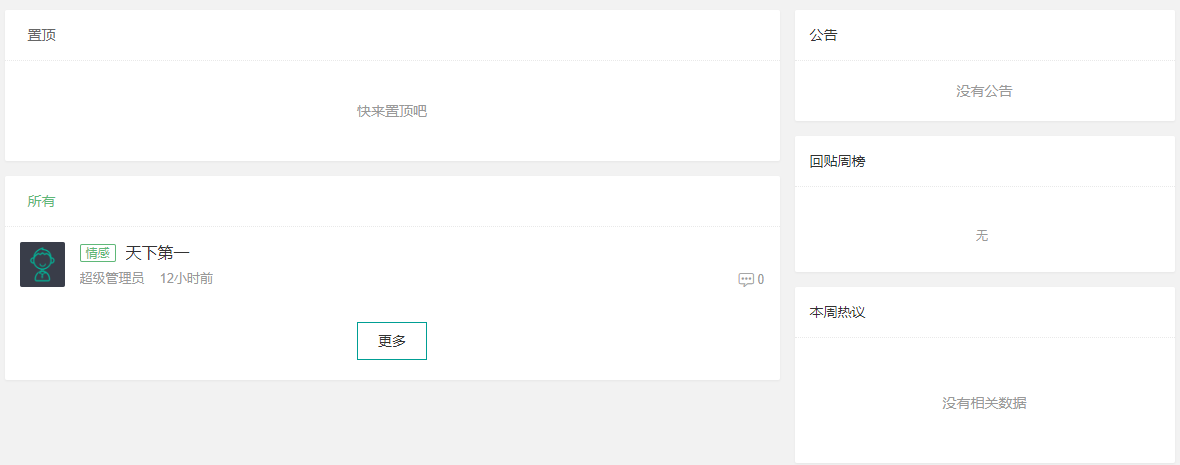 置顶
快来置顶吧
所有
情感 天下第一
超级管理员 12小时前
0
更多
公告
没有公告
回贴周榜
无
本周热议
没有相关数据